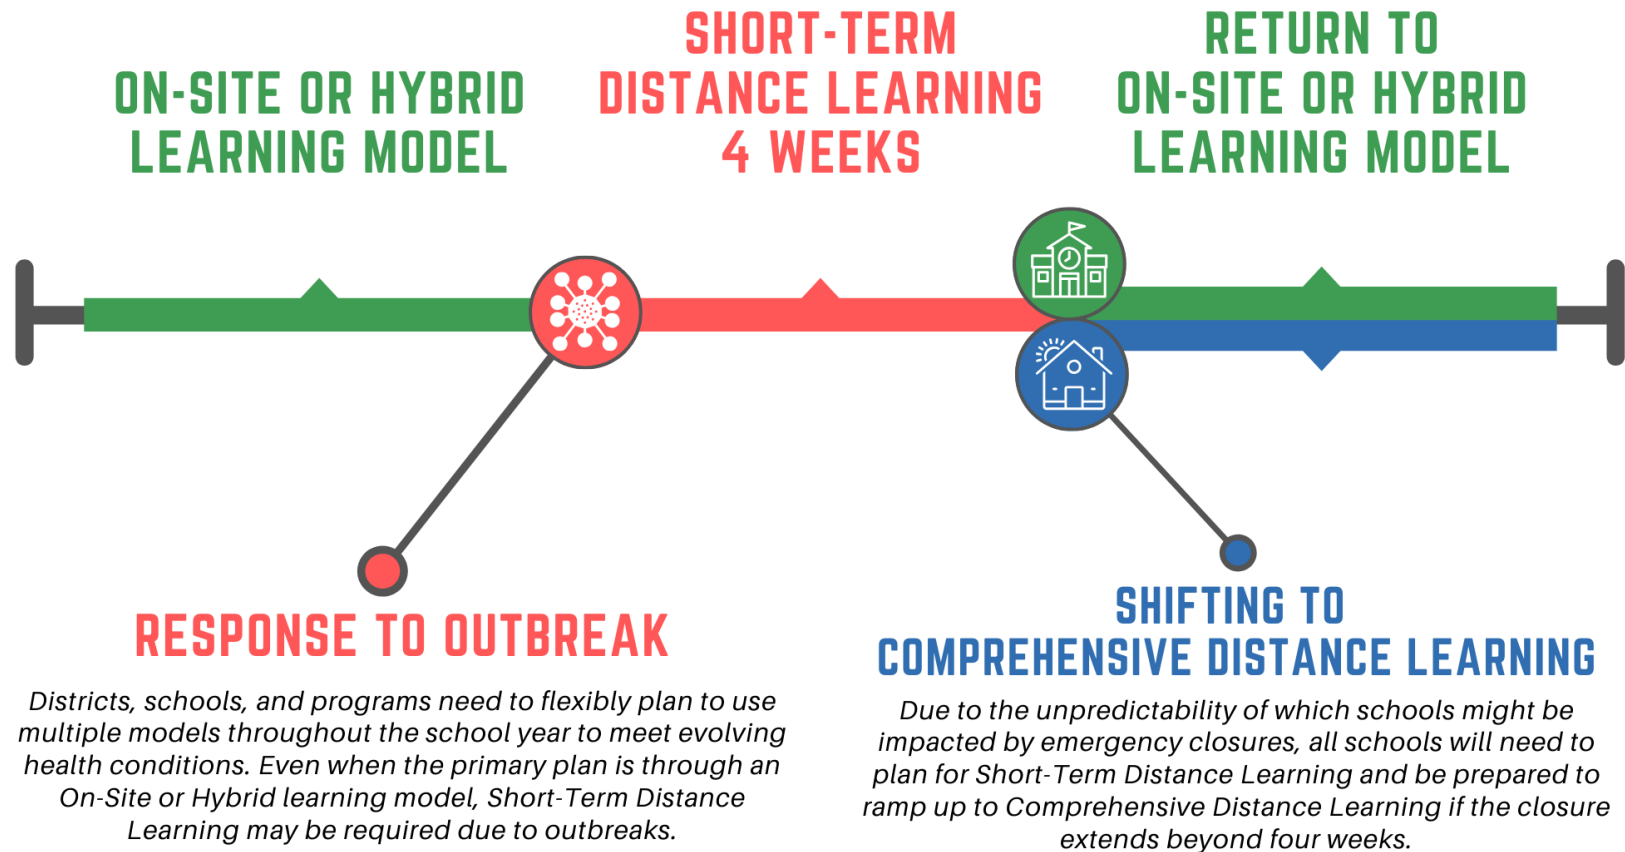 ON-SITE OR HYBRID
LEARNING MODEL
SHORT-TERM
DISTANCE LEARNING
4 WEEKS
RETURN TO
ON-SITE OR HYBRID
LEARNING MODEL
RESPONSE TO OUTBREAK
Districts, schools, and programs need to flexibly plan to use
multiple models throughout the school year to meet evolving
health conditions. Even when the primary plan is through an
On-Site or Hybrid learning model, Short-Term Distance
Learning may be required due to outbreaks.
SHIFTING TO
COMPREHENSIVE DISTANCE LEARNING
Due to the unpredictability of which schools might be
impacted by emergency closures, all schools will need to
plan for Short-Term Distance Learning and be prepared to
ramp up to Comprehensive Distance Learning if the closure
extends beyond four weeks.